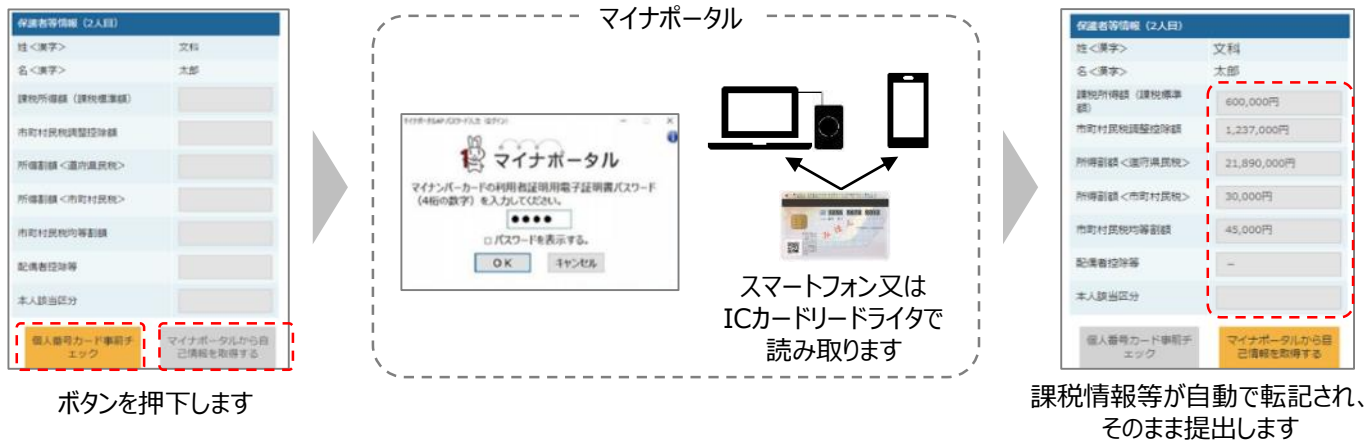 保護者等情報（2人目）
姓＜漢字＞ 文科
名＜漢字＞ 太郎
課税所得額（課税標準額）
市町村民税調整控除額
所得割額＜道府県民税＞
所得割額＜市町村民税＞
市町村民税均等割額
配偶者控除等
本人該当区分
個人番号カード事前チ
ェック
マイナポータルから自
己情報を取得する
ボタンを押下します
マイナポータル
マイナポータル
マイナンバーカードの利用者証明用電子証明書パスワード
（4桁の数字）を入力してください。
●●●●
□パスワードを表示する。
OK キャンセル
みほん
スマートフォン又は
ICカードリードライタで
読み取ります
保護者等情報（2人目）
姓＜漢字＞ 文科
名＜漢字＞ 太郎
課税所得額（課税標準
額） 600,000円
市町村民税調整控除額 1,237,000円
所得割額＜道府県民税＞ 21,890,000円
所得割額＜市町村民税＞ 30,000円
市町村民税均等割額 45,000円
配偶者控除等 －
本人該当区分
個人番号カード事前チ
ェック
マイナポータルから自
己情報を取得する
課税情報等が自動で転記され、
そのまま提出します